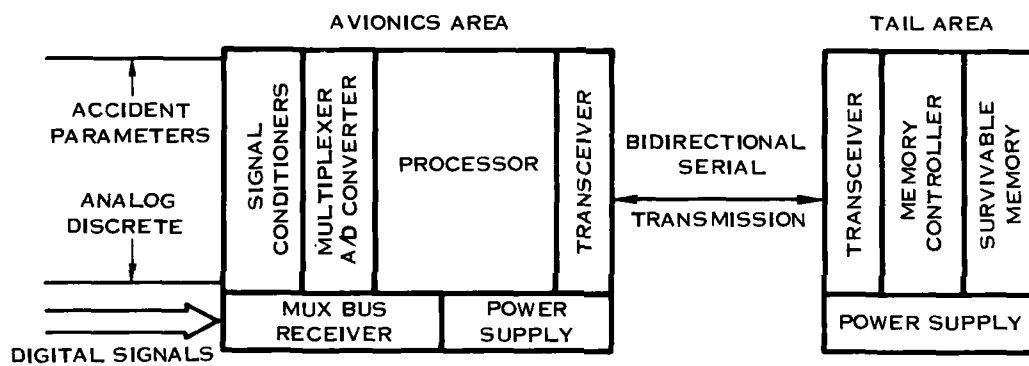 AVIONICS AREA
TAIL AREA
ACCIDENT
PARAMETERS
ANALOG
DISCRETE
DIGITAL SIGNALS
SIGNAL
CONDITIONERS
MULTIPLEXER
A/D CONVERTER
PROCESSOR
TRANSCEIVER
MUX BUS
RECEIVER
POWER
SUPPLY
BIDIRECTIONAL
SERIAL
TRANSMISSION
TRANSCEIVER
MEMORY
CONTROLLER
SURVIVABLE
MEMORY
POWER SUPPLY